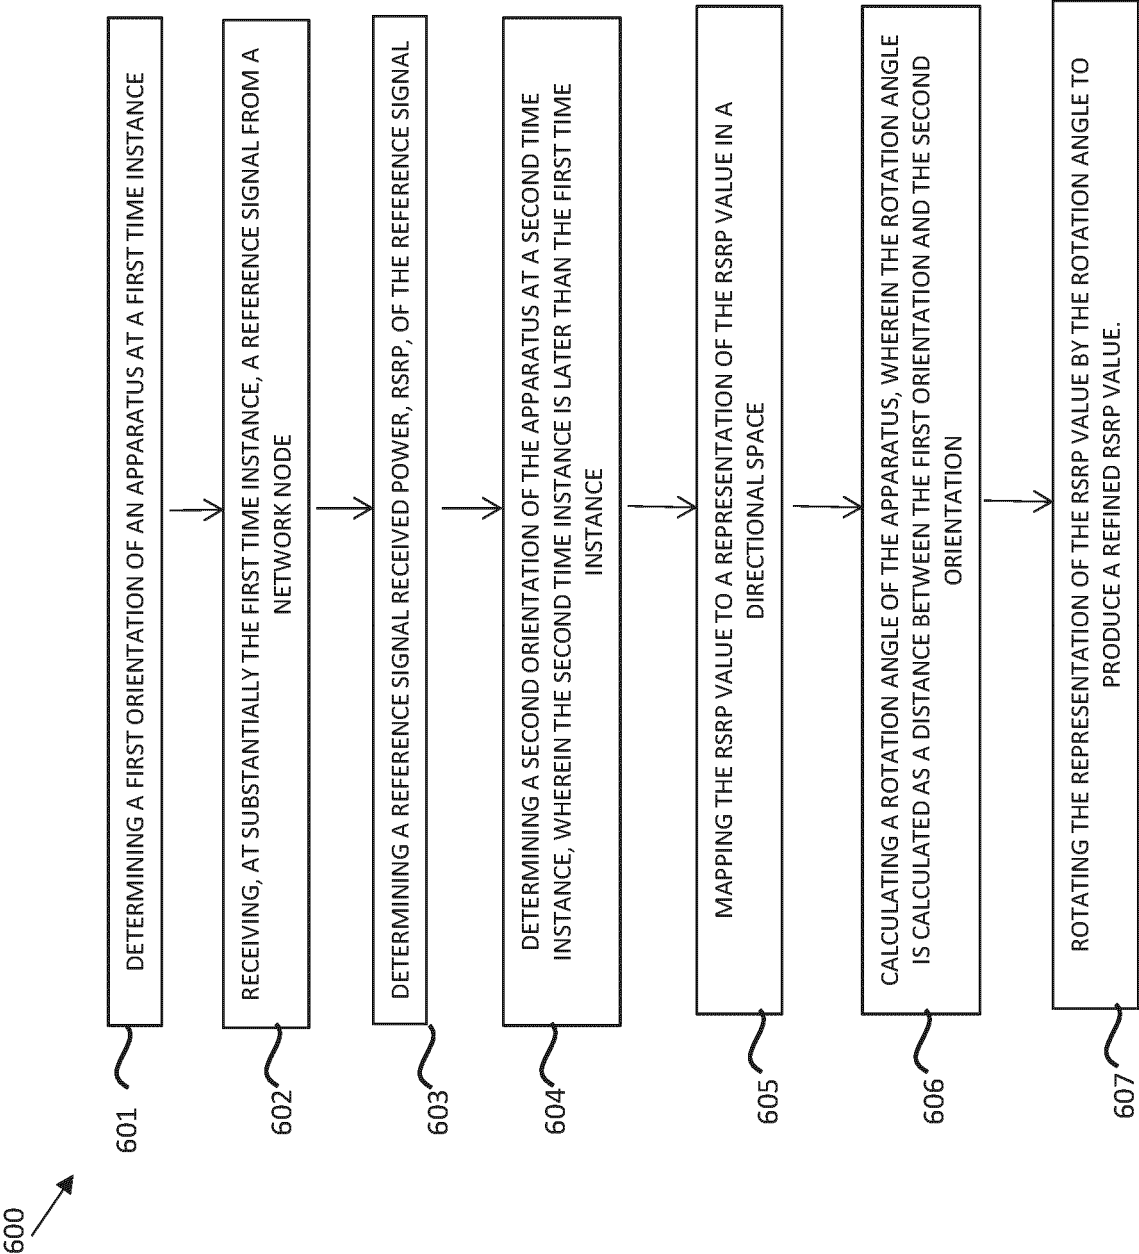 600
601
DETERMINING A FIRST ORIENTATION OF AN APPARATUS AT A FIRST TIME INSTANCE
602
RECEIVING, AT SUBSTANTIALLY THE FIRST TIME INSTANCE, A REFERENCE SIGNAL FROM A
NETWORK NODE
603
DETERMINING A REFERENCE SIGNAL RECEIVED POWER, RSRP, OF THE REFERENCE SIGNAL
604
DETERMINING A SECOND ORIENTATION OF THE APPARATUS AT A SECOND TIME
INSTANCE, WHEREIN THE SECOND TIME INSTANCE IS LATER THAN THE FIRST TIME
INSTANCE
605
MAPPING THE RSRP VALUE TO A REPRESENTATION OF THE RSRP VALUE IN A
DIRECTIONAL SPACE
606
CALCULATING A ROTATION ANGLE OF THE APPARATUS, WHEREIN THE ROTATION ANGLE
IS CALCULATED AS A DISTANCE BETWEEN THE FIRST ORIENTATION AND THE SECOND
ORIENTATION
607
ROTATING THE REPRESENTATION OF THE RSRP VALUE BY THE ROTATION ANGLE TO
PRODUCE A REFINED RSRP VALUE.